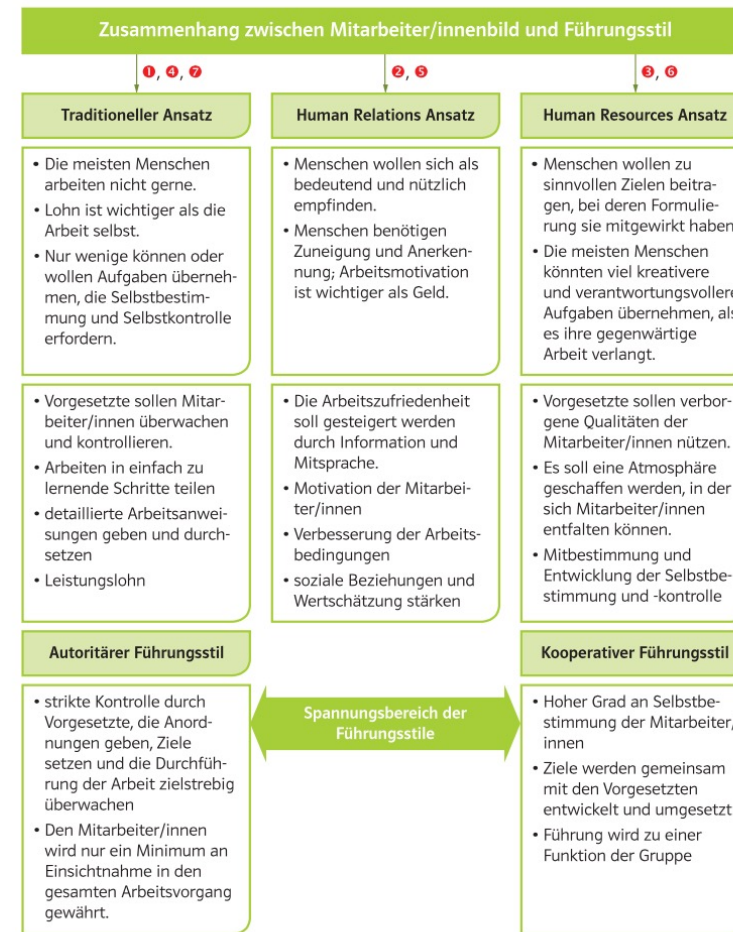 Zusammenhang zwischen Mitarbeiter/innenbild und Führungsstil
❶, ❹, ❼
❷, ❺
❸, ❻
Traditioneller Ansatz
Human Relations Ansatz
Human Resources Ansatz
• Die meisten Menschen
arbeiten nicht gerne.
• Lohn ist wichtiger als die
Arbeit selbst.
• Nur wenige können oder
wollen Aufgaben überneh-
men, die Selbstbestim-
mung und Selbstkontrolle
erfordern.
• Menschen wollen sich als
bedeutend und nützlich
empfinden.
• Menschen benötigen
Zuneigung und Anerken-
nung; Arbeitsmotivation
ist wichtiger als Geld.
• Menschen wollen zu
sinnvollen Zielen beitra-
gen, bei deren Formulie-
rung sie mitgewirkt haben
• Die meisten Menschen
könnten viel kreativere
und verantwortungsvollere
Aufgaben übernehmen, als
es ihre gegenwärtige
Arbeit verlangt.
• Vorgesetzte sollen Mitar-
beiter/innen überwachen
und kontrollieren.
• Arbeiten in einfach zu
lernende Schritte teilen
• detaillierte Arbeitsanwei-
sungen geben und durch-
setzen
• Leistungslohn
• Die Arbeitszufriedenheit
soll gesteigert werden
durch Information und
Mitsprache.
• Motivation der Mitarbei-
ter/innen
• Verbesserung der Arbeits-
bedingungen
• soziale Beziehungen und
Wertschätzung stärken
• Vorgesetzte sollen verbor-
gene Qualitäten der
Mitarbeiter/innen nützen.
• Es soll eine Atmosphäre
geschaffen werden, in der
sich Mitarbeiter/innen
entfalten können.
• Mitbestimmung und
Entwicklung der Selbstbe-
stimmung und -kontrolle
Autoritärer Führungsstil
Kooperativer Führungsstil
• strikte Kontrolle durch
Vorgesetzte, die Anord-
nungen geben, Ziele
setzen und die Durchfüh-
rung der Arbeit zielstrebig
überwachen
• Den Mitarbeiter/innen
wird nur ein Minimum an
Einsichtnahme in den
gesamten Arbeitsvorgang
gewährt.
Spannungsbereich der
Führungsstile
• Hoher Grad an Selbstbe-
stimmung der Mitarbeiter/
innen
• Ziele werden gemeinsam
mit den Vorgesetzten
entwickelt und umgesetzt
• Führung wird zu einer
Funktion der Gruppe